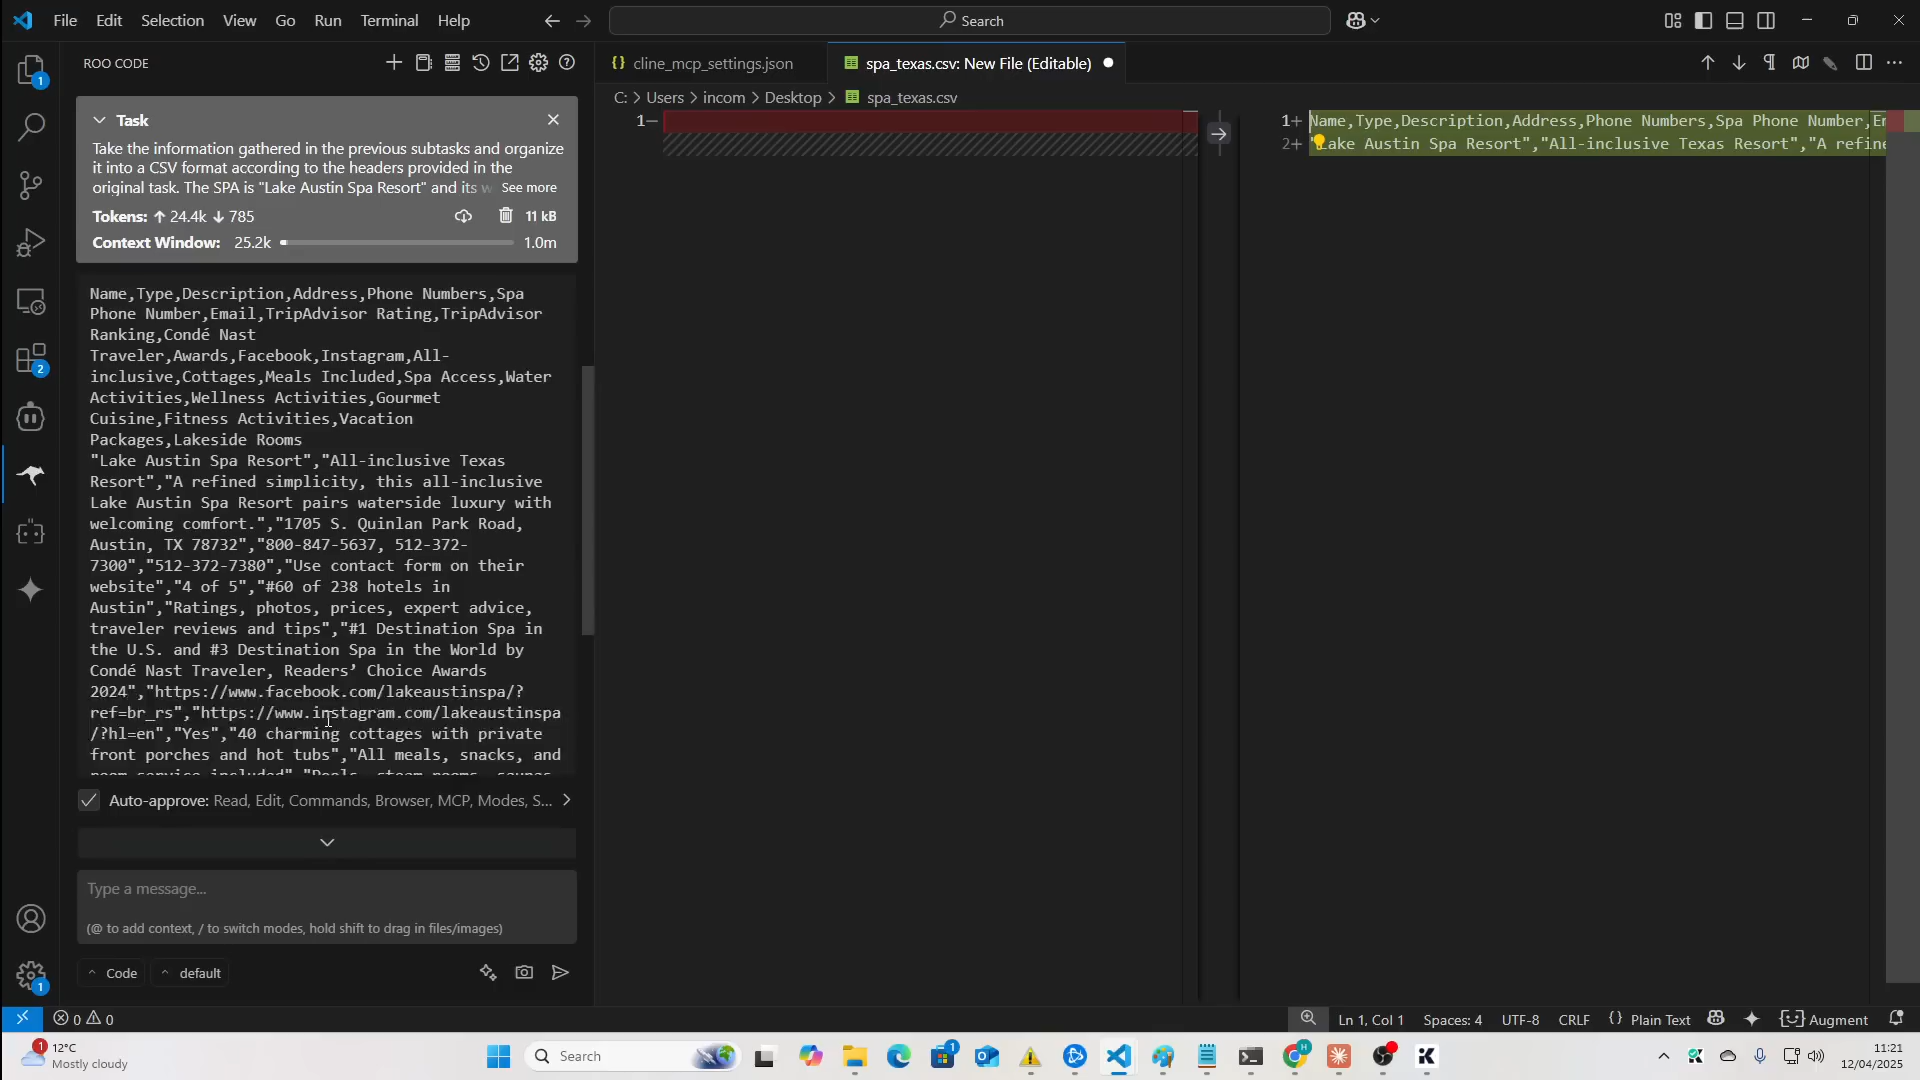 File Edit Selection View Go Run Terminal Help
Search
ROO CODE
cline_mcp_settings.json
spa_texas.csv: New File (Editable)
C: > Users > incom > Desktop > spa_texas.csv
Task
Take the information gathered in the previous subtasks and organize
it into a CSV format according to the headers provided in the
original task. The SPA is "Lake Austin Spa Resort" and its
See more
Tokens: ↑ 24.4k ↓ 785
11 kB
Context Window: 25.2k
1.0m
Name,Type,Description,Address,Phone Numbers,Spa
Phone Number,Email,TripAdvisor Rating,TripAdvisor
Ranking,Condé Nast
Traveler,Awards,Facebook,Instagram,All-
inclusive,Cottages,Meals Included,Spa Access,Water
Activities,Wellness Activities,Gourmet
Cuisine,Fitness Activities,Vacation
Packages,Lakeside Rooms
"Lake Austin Spa Resort","All-inclusive Texas
Resort","A refined simplicity, this all-inclusive
Lake Austin Spa Resort pairs waterside luxury with
welcoming comfort.","1705 S. Quinlan Park Road,
Austin, TX 78732","800-847-5637, 512-372-
7300","512-372-7380","Use contact form on their
website","4 of 5","#60 of 238 hotels in
Austin","Ratings, photos, prices, expert advice,
traveler reviews and tips","#1 Destination Spa in
the U.S. and #3 Destination Spa in the World by
Condé Nast Traveler, Readers’ Choice Awards
2024","https://www.facebook.com/lakeaustinspa/?
ref=br_rs","https://www.instagram.com/lakeaustinspa
/?hl=en","Yes","40 charming cottages with private
front porches and hot tubs","All meals, snacks, and
room service included","Pools, steam rooms, saunas,
Auto-approve: Read, Edit, Commands, Browser, MCP, Modes, S...
Type a message...
(@ to add context, / to switch modes, hold shift to drag in files/images)
Code
default
1
1 Name,Type,Description,Address,Phone Numbers,Spa Phone Number,
2 Lake Austin Spa Resort","All-inclusive Texas Resort","A refine
1
2
1
0 0
Ln 1, Col 1
Spaces: 4
UTF-8
CRLF
Plain Text
Augment
1
12°C
Mostly cloudy
Search
1
11:21
12/04/2025